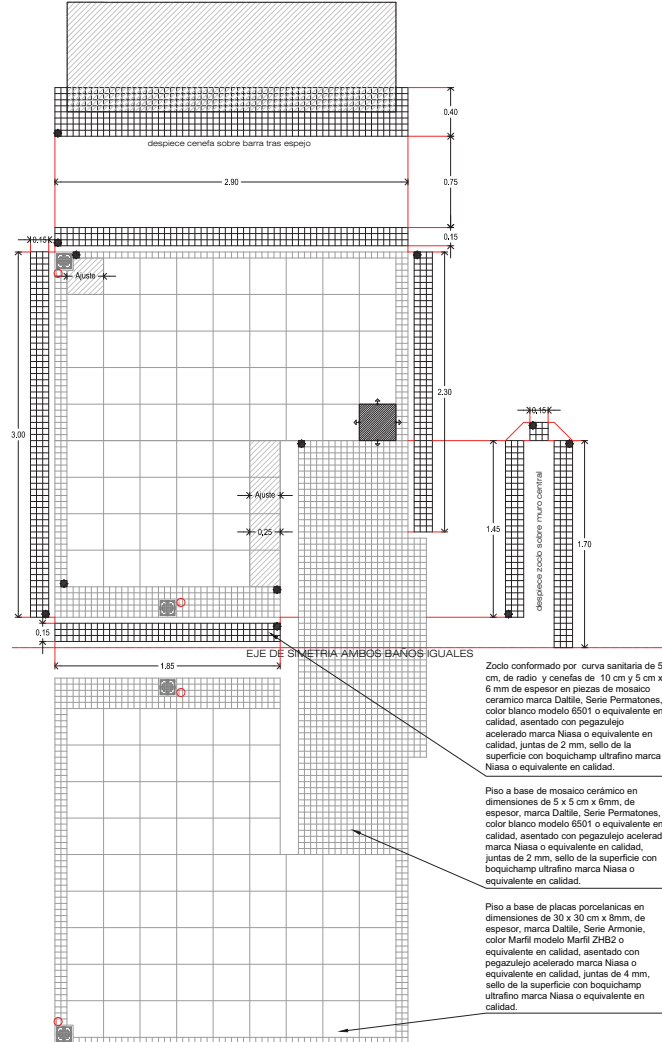 0.40
despiece cenefa sobre barra tras espejo
2.90
0.75
0.15
0.15
Ajuste
2.30
3.00
0.15
Ajuste
0.25
1.45
despiece zoclo sobre muro central
1.70
0.15
EJE DE SIMETRIA AMBOS BAÑOS IGUALES
1.85
Zoclo conformado por curva sanitaria de 5
cm, de radio y cenefas de 10 cm y 5 cm x
6 mm de espesor en piezas de mosaico
ceramico marca Daltile, Serie Permatones,
color blanco modelo 6501 o equivalente en
calidad, asentado con pegazulejo
acelerado marca Niasa o equivalente en
calidad, juntas de 2 mm, sello de la
superficie con boquichamp ultrafino marca
Niasa o equivalente en calidad.
Piso a base de mosaico cerámico en
dimensiones de 5 x 5 cm x 6mm, de
espesor, marca Daltile, Serie Permatones,
color blanco modelo 6501 o equivalente en
calidad, asentado con pegazulejo acelerad
marca Niasa o equivalente en calidad,
juntas de 2 mm, sello de la superficie con
boquichamp ultrafino marca Niasa o
equivalente en calidad.
Piso a base de placas porcelanicas en
dimensiones de 30 x 30 cm x 8mm, de
espesor, marca Daltile, Serie Armonie,
color Marfil modelo Marfil ZHB2 o
equivalente en calidad, asentado con
pegazulejo acelerado marca Niasa o
equivalente en calidad, juntas de 4 mm,
sello de la superficie con boquichamp
ultrafino marca Niasa o equivalente en
calidad.